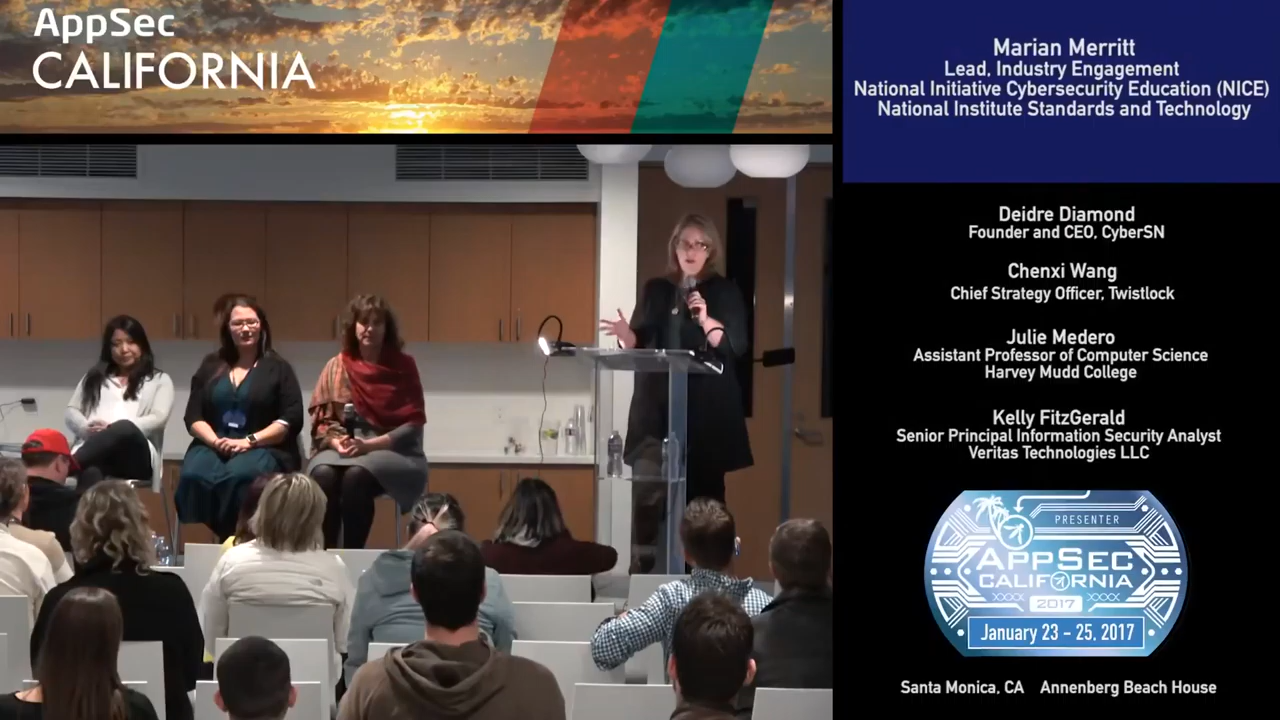 AppSec
CALIFORNIA
Marian Merritt
Lead, Industry Engagement
National Initiative Cybersecurity Education (NICE)
National Institute Standards and Technology
Deidre Diamond
Founder and CEO, CyberSN
Chenxi Wang
Chief Strategy Officer, Twistlock
Julie Medero
Assistant Professor of Computer Science
Harvey Mudd College
Kelly FitzGerald
Senior Principal Information Security Analyst
Veritas Technologies LLC
PRESENTER
APPSEC
CALIFORNIA
2017
January 23 - 25, 2017
Santa Monica, CA Annenberg Beach House